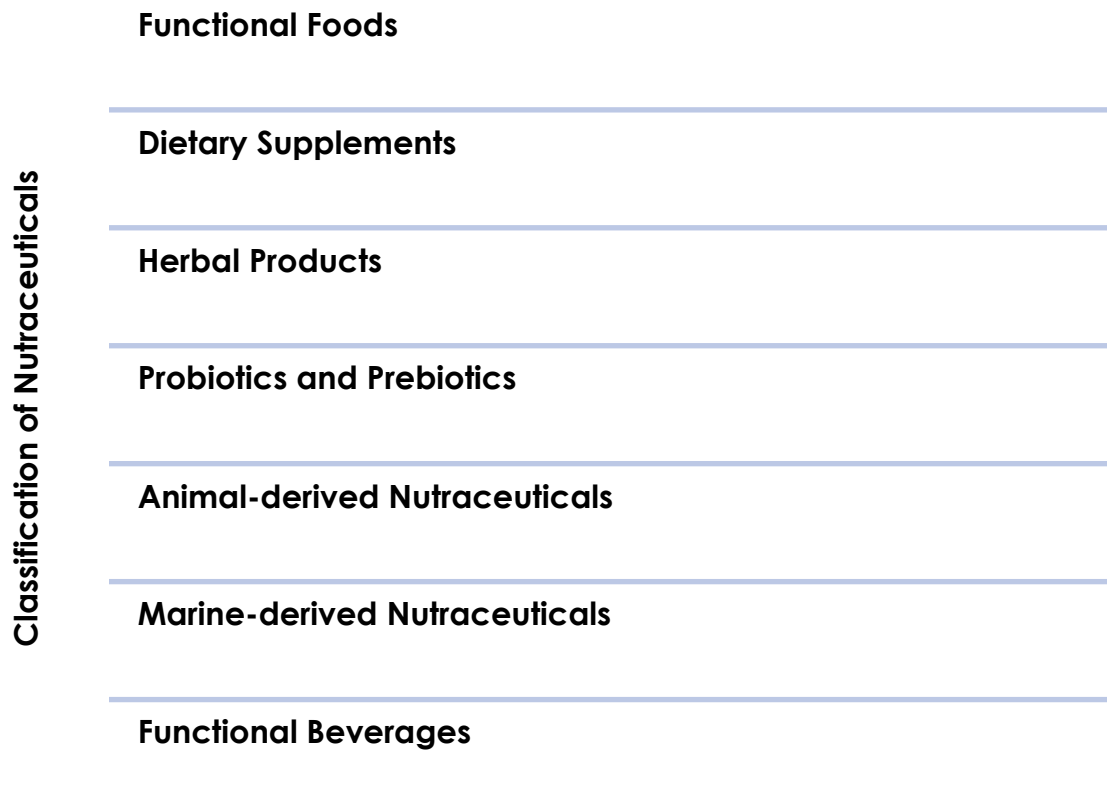 Classification of Nutraceuticals
Functional Foods
Dietary Supplements
Herbal Products
Probiotics and Prebiotics
Animal-derived Nutraceuticals
Marine-derived Nutraceuticals
Functional Beverages